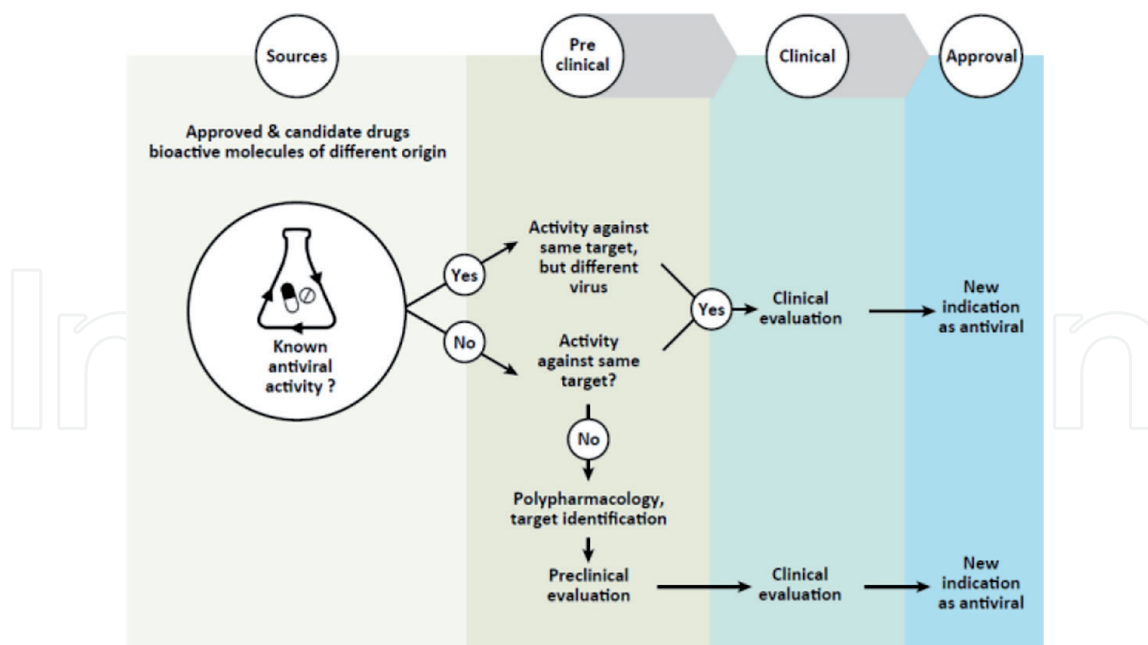 Sources
Pre
clinical
Clinical
Approval
Approved & candidate drugs
bioactive molecules of different origin
Known
antiviral
activity ?
Yes
No
Activity against
same target,
but different
virus
Activity
against same
target?
Yes
Clinical
evaluation
New
indication
as antiviral
No
Polypharmacology,
target identification
Preclinical
evaluation
Clinical
evaluation
New
indication
as antiviral